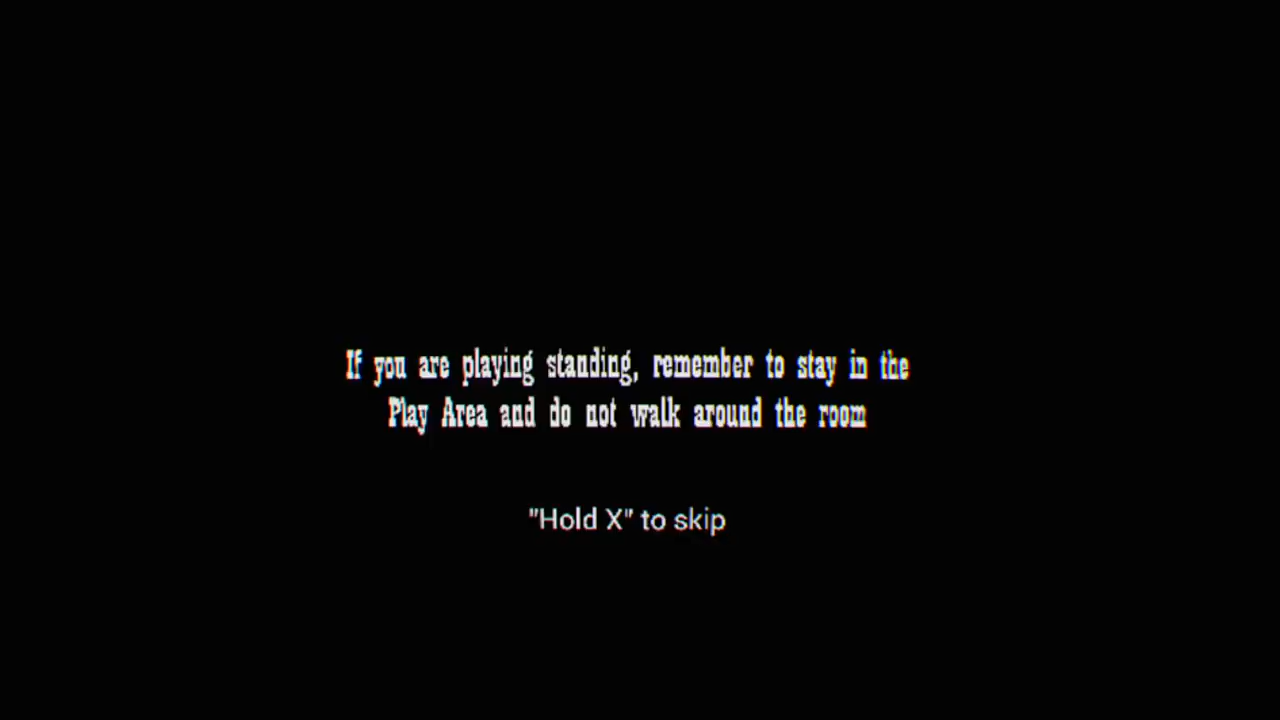 If you are playing standing, remember to stay in the
Play Area and do not walk around the room
"Hold X" to skip